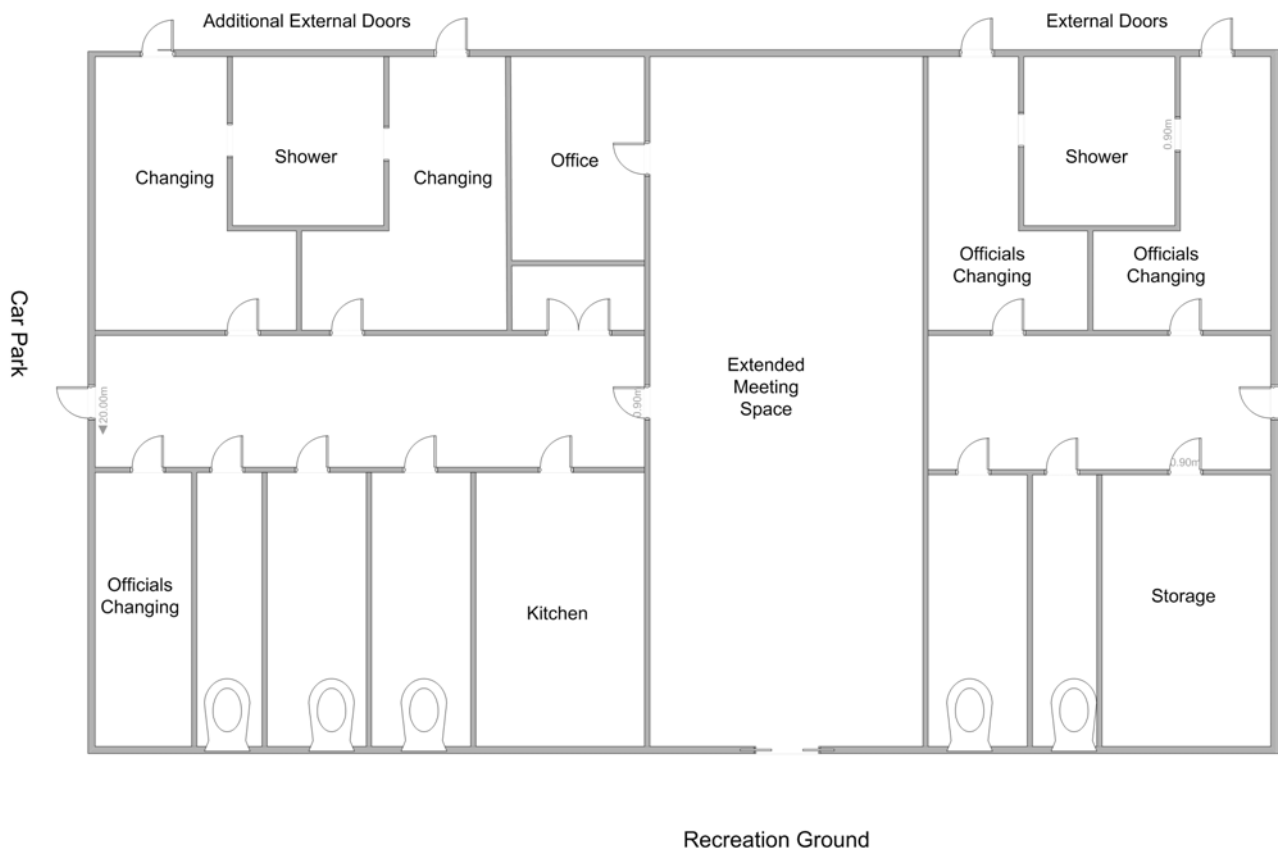 Additional External Doors
External Doors
Changing
Shower
Changing
Office
Shower
0.90m
Officials
Changing
Officials
Changing
Car Park
Extended
Meeting
Space
20.00m
0.90m
0.90m
Officials
Changing
Kitchen
Storage
Recreation Ground